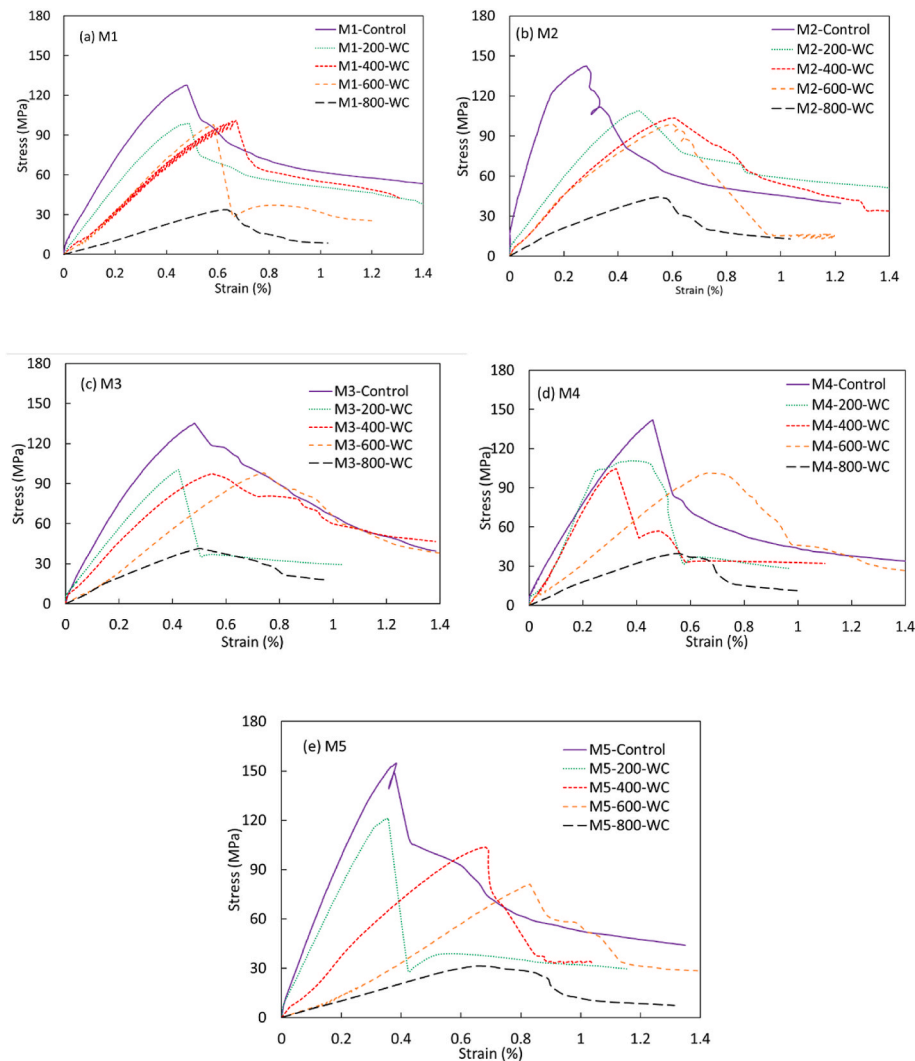 (a) M1
M1-Control
M1-200-WC
M1-400-WC
M1-600-WC
M1-800-WC
Stress (MPa)
180
150
120
90
60
30
0
0 0.2 0.4 0.6 0.8 1.0 1.2 1.4
Strain (%)
(b) M2
M2-Control
M2-200-WC
M2-400-WC
M2-600-WC
M2-800-WC
Stress (MPa)
180
150
120
90
60
30
0
0 0.2 0.4 0.6 0.8 1.0 1.2 1.4
Strain (%)
(c) M3
M3-Control
M3-200-WC
M3-400-WC
M3-600-WC
M3-800-WC
Stress (MPa)
180
150
120
90
60
30
0
0 0.2 0.4 0.6 0.8 1 1.2 1.4
Strain (%)
(d) M4
M4-Control
M4-200-WC
M4-400-WC
M4-600-WC
M4-800-WC
Stress (MPa)
180
150
120
90
60
30
0
0 0.2 0.4 0.6 0.8 1 1.2 1.4
Strain (%)
(e) M5
M5-Control
M5-200-WC
M5-400-WC
M5-600-WC
M5-800-WC
Stress (MPa)
180
150
120
90
60
30
0
0 0.2 0.4 0.6 0.8 1 1.2 1.4
Strain (%)